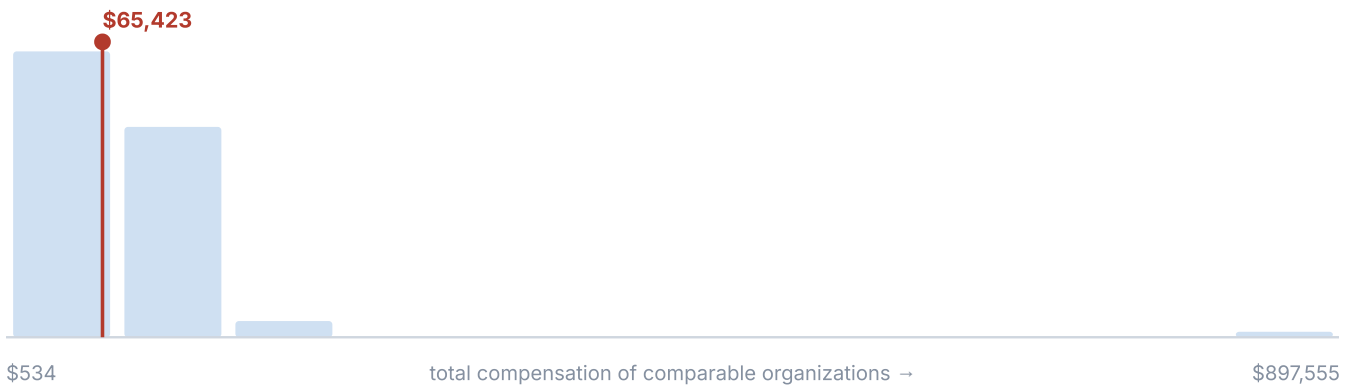 $65,423
$534
total compensation of comparable organizations →
$897,555